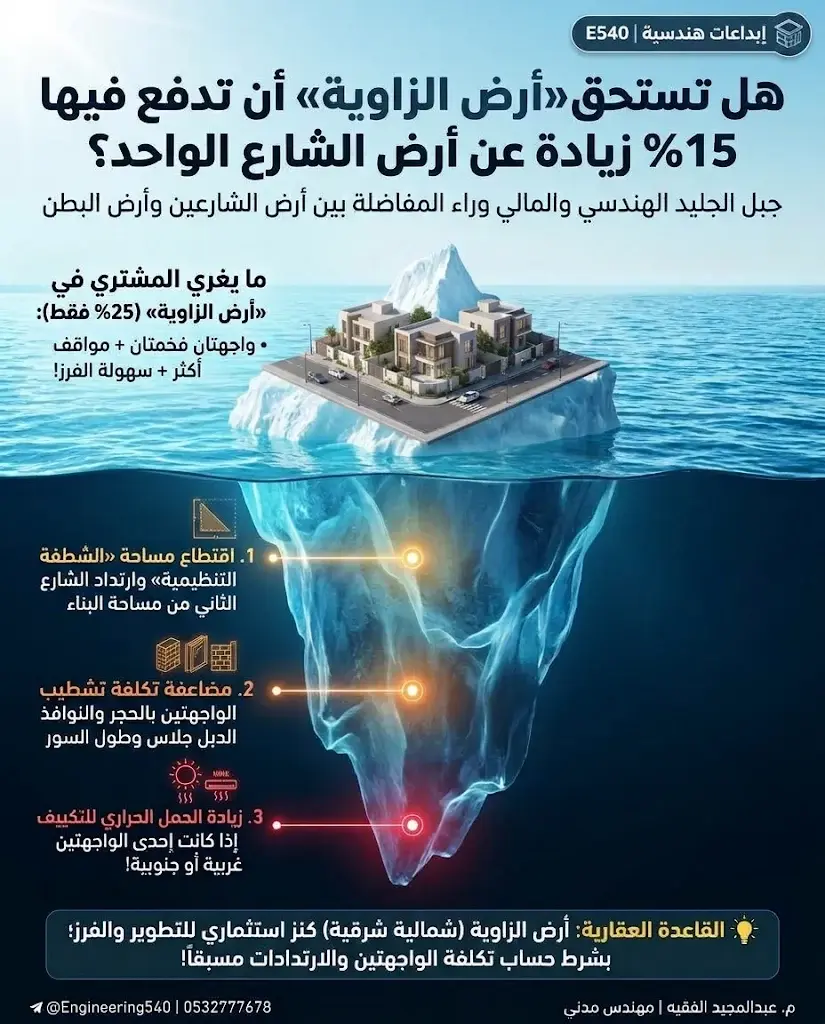 إبداعات هندسية | E540
هل تستحق «أرض الزاوية» أن تدفع فيها
15% زيادة عن أرض الشارع الواحد؟
جبل الجليد الهندسي والمالي وراء المفاضلة بين أرض الشارعين وأرض البطن
ما يغري المشتري في
«أرض الزاوية» (25% فقط):
• واجهتان فخمتان + مواقف
أكثر + سهولة الفرز!
1. اقتطاع مساحة «الشطفة
التنظيمية» وارتداد الشارع
الثاني من مساحة البناء
2. مضاعفة تكلفة تشطيب
الواجهتين بالحجر والنوافذ
الدبل جلاس وطول السور
3. زيادة الحمل الحراري للتكييف
إذا كانت إحدى الواجهتين
غربية أو جنوبية!
القاعدة العقارية: أرض الزاوية (شمالية شرقية) كنز استثماري للتطوير والفرز؛
بشرط حساب تكلفة الواجهتين والارتدادات مسبقاً!
م. عبدالمجيد الفقيه | مهندس مدني
@Engineering540 | 0532777678